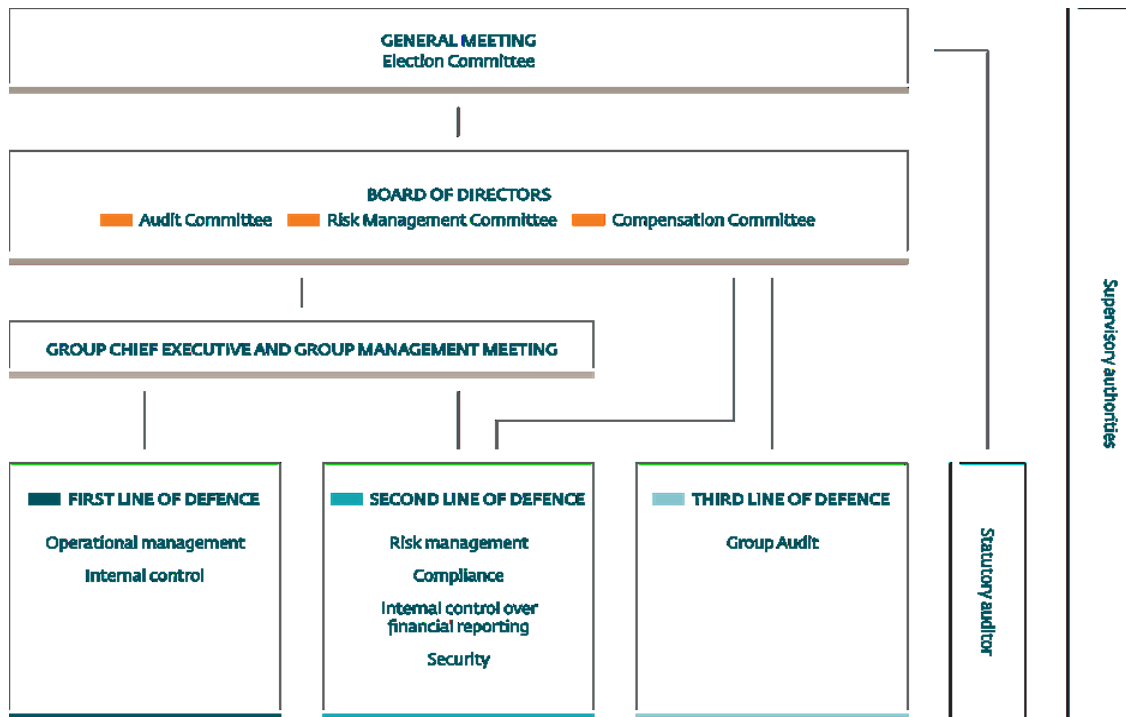 GENERAL MEETING
Election Committee
BOARD OF DIRECTORS
Audit Committee Risk Management Committee Compensation Committee
GROUP CHIEF EXECUTIVE AND GROUP MANAGEMENT MEETING
FIRST LINE OF DEFENCE
Operational management
Internal control
SECOND LINE OF DEFENCE
Risk management
Compliance
Internal control over
financial reporting
Security
THIRD LINE OF DEFENCE
Group Audit
Statutory auditor
Supervisory authorities